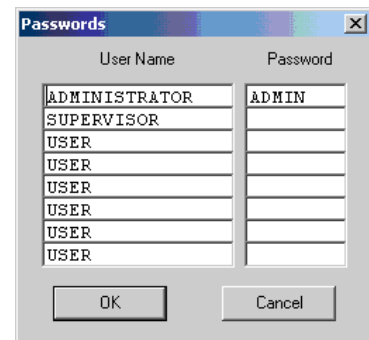 Passwords
User Name Password
ADMINISTRATOR ADMIN
SUPERVISOR
USER
USER
USER
USER
USER
USER
OK Cancel